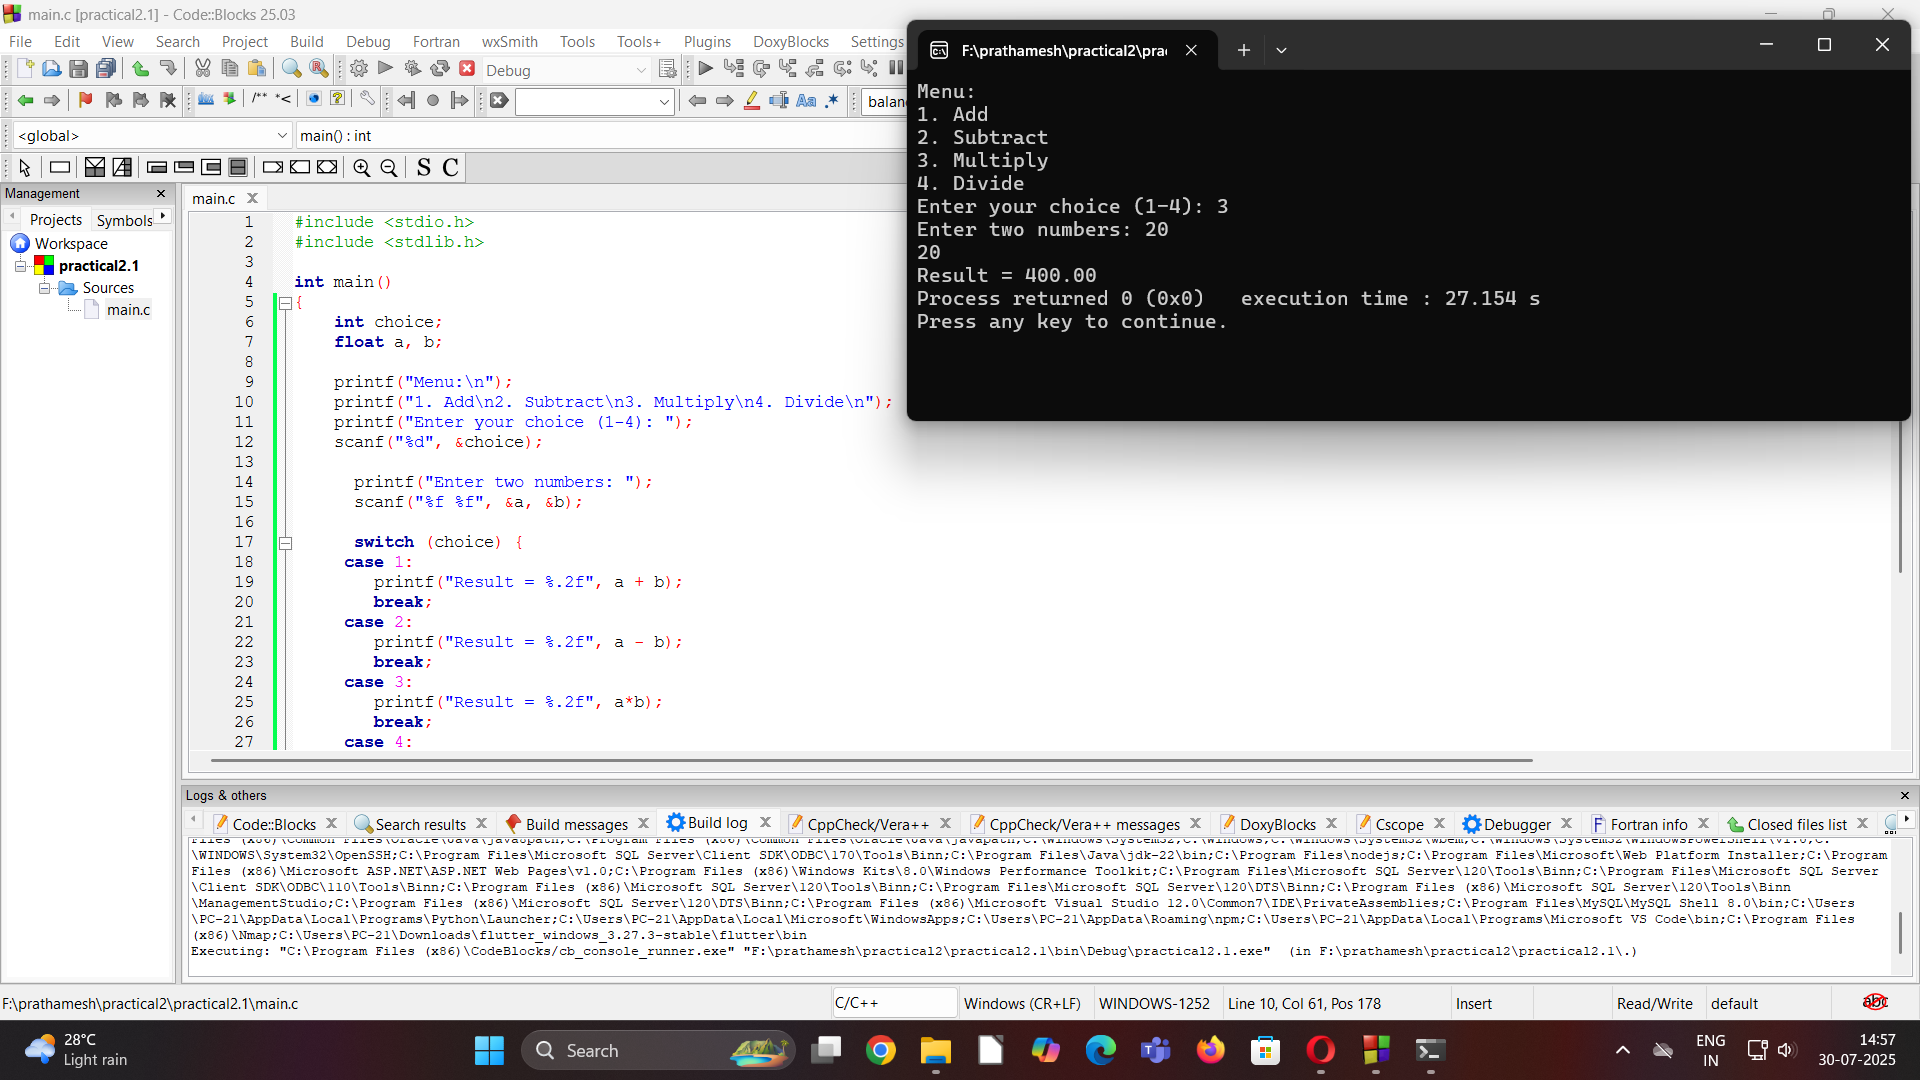 main.c [practical2.1] - Code::Blocks 25.03
File Edit View Search Project Build Debug Fortran wxSmith Tools Tools+ Plugins DoxyBlocks Settings
Debug
<global>
main() : int
S C
Management
Projects Symbols
Workspace
practical2.1
Sources
main.c
main.c
1 #include <stdio.h>
2 #include <stdlib.h>
3
4 int main()
5 {
6 int choice;
7 float a, b;
8
9 printf("Menu:\n");
10 printf("1. Add\n2. Subtract\n3. Multiply\n4. Divide\n");
11 printf("Enter your choice (1-4): ");
12 scanf("%d", &choice);
13
14 printf("Enter two numbers: ");
15 scanf("%f %f", &a, &b);
16
17 switch (choice) {
18 case 1:
19 printf("Result = %.2f", a + b);
20 break;
21 case 2:
22 printf("Result = %.2f", a - b);
23 break;
24 case 3:
25 printf("Result = %.2f", a*b);
26 break;
27 case 4:
F:\prathamesh\practical2\prac
Menu:
1. Add
2. Subtract
3. Multiply
4. Divide
Enter your choice (1-4): 3
Enter two numbers: 20
20
Result = 400.00
Process returned 0 (0x0) execution time : 27.154 s
Press any key to continue.
Logs & others
Code::Blocks Search results Build messages Build log CppCheck/Vera++ CppCheck/Vera++ messages DoxyBlocks Cscope Debugger Fortran info Closed files list
\WINDOWS\System32\OpenSSH;C:\Program Files\Microsoft SQL Server\Client SDK\ODBC\170\Tools\Binn;C:\Program Files\Java\jdk-22\bin;C:\Program Files\nodejs;C:\Program Files\Microsoft\Web Platform Installer;C:\Program
Files (x86)\Microsoft ASP.NET\ASP.NET Web Pages\v1.0;C:\Program Files (x86)\Windows Kits\8.0\Windows Performance Toolkit;C:\Program Files\Microsoft SQL Server\120\Tools\Binn;C:\Program Files\Microsoft SQL Server
\Client SDK\ODBC\110\Tools\Binn;C:\Program Files (x86)\Microsoft SQL Server\120\Tools\Binn;C:\Program Files\Microsoft SQL Server\120\DTS\Binn;C:\Program Files (x86)\Microsoft SQL Server\120\Tools\Binn
\ManagementStudio;C:\Program Files (x86)\Microsoft SQL Server\120\DTS\Binn;C:\Program Files (x86)\Microsoft Visual Studio 12.0\Common7\IDE\PrivateAssemblies;C:\Program Files\MySQL\MySQL Shell 8.0\bin;C:\Users
\PC-21\AppData\Local\Programs\Python\Launcher;C:\Users\PC-21\AppData\Local\Microsoft\WindowsApps;C:\Users\PC-21\AppData\Roaming\npm;C:\Users\PC-21\AppData\Local\Programs\Microsoft VS Code\bin;C:\Program Files
(x86)\Nmap;C:\Users\PC-21\Downloads\flutter_windows_3.27.3-stable\flutter\bin
Executing: "C:\Program Files (x86)\CodeBlocks/cb_console_runner.exe" "F:\prathamesh\practical2\practical2.1\bin\Debug\practical2.1.exe" (in F:\prathamesh\practical2\practical2.1\.)
F:\prathamesh\practical2\practical2.1\main.c
C/C++ Windows (CR+LF) WINDOWS-1252 Line 10, Col 61, Pos 178 Insert Read/Write default
28°C
Light rain
Search
ENG
IN
14:57
30-07-2025